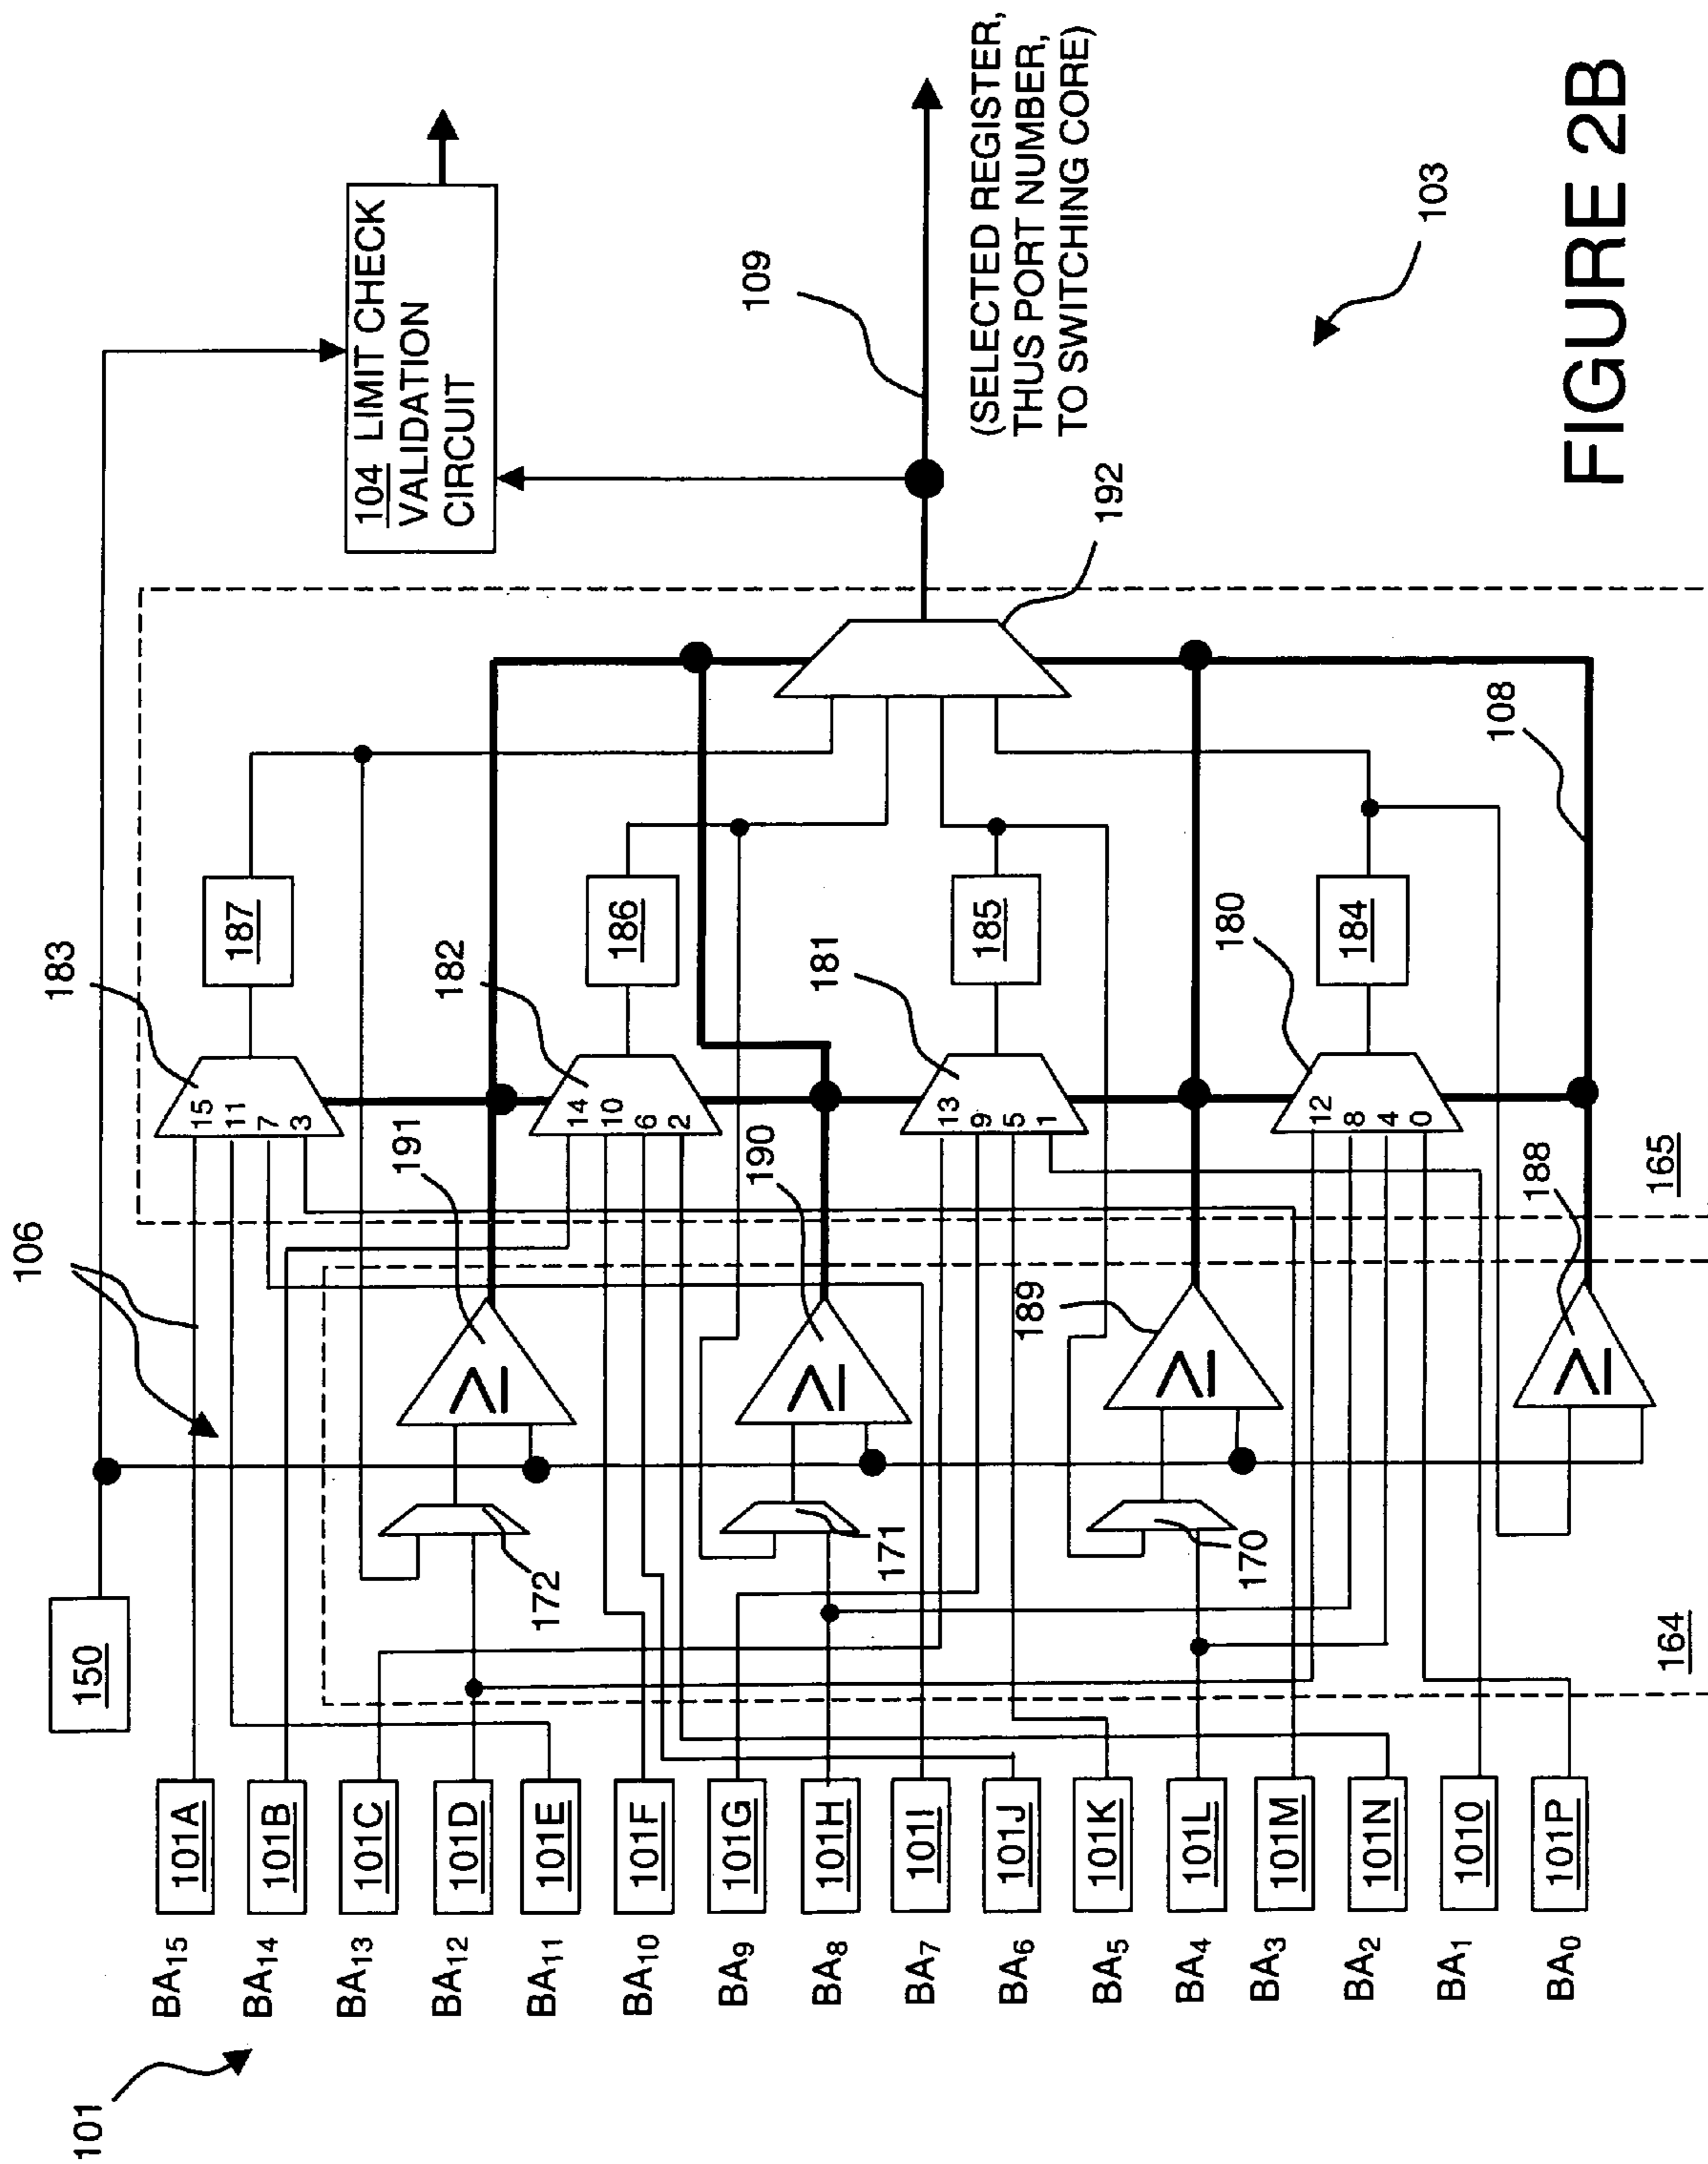 101
BA15
BA14
BA13
BA12
BA11
BA10
BA9
BA8
BA7
BA6
BA5
BA4
BA3
BA2
BA1
BA0
101A
101B
101C
101D
101E
101F
101G
101H
101I
101J
101K
101L
101M
101N
101O
101P
150
106
172
171
170
164
191
190
189
188
≥
≥
≥
≥
165
183
15
11
7
3
182
14
10
6
2
181
13
9
5
1
180
12
8
4
0
187
186
185
184
108
192
104 LIMIT CHECK
VALIDATION
CIRCUIT
109
(SELECTED REGISTER,
THUS PORT NUMBER,
TO SWITCHING CORE)
103
FIGURE 2B